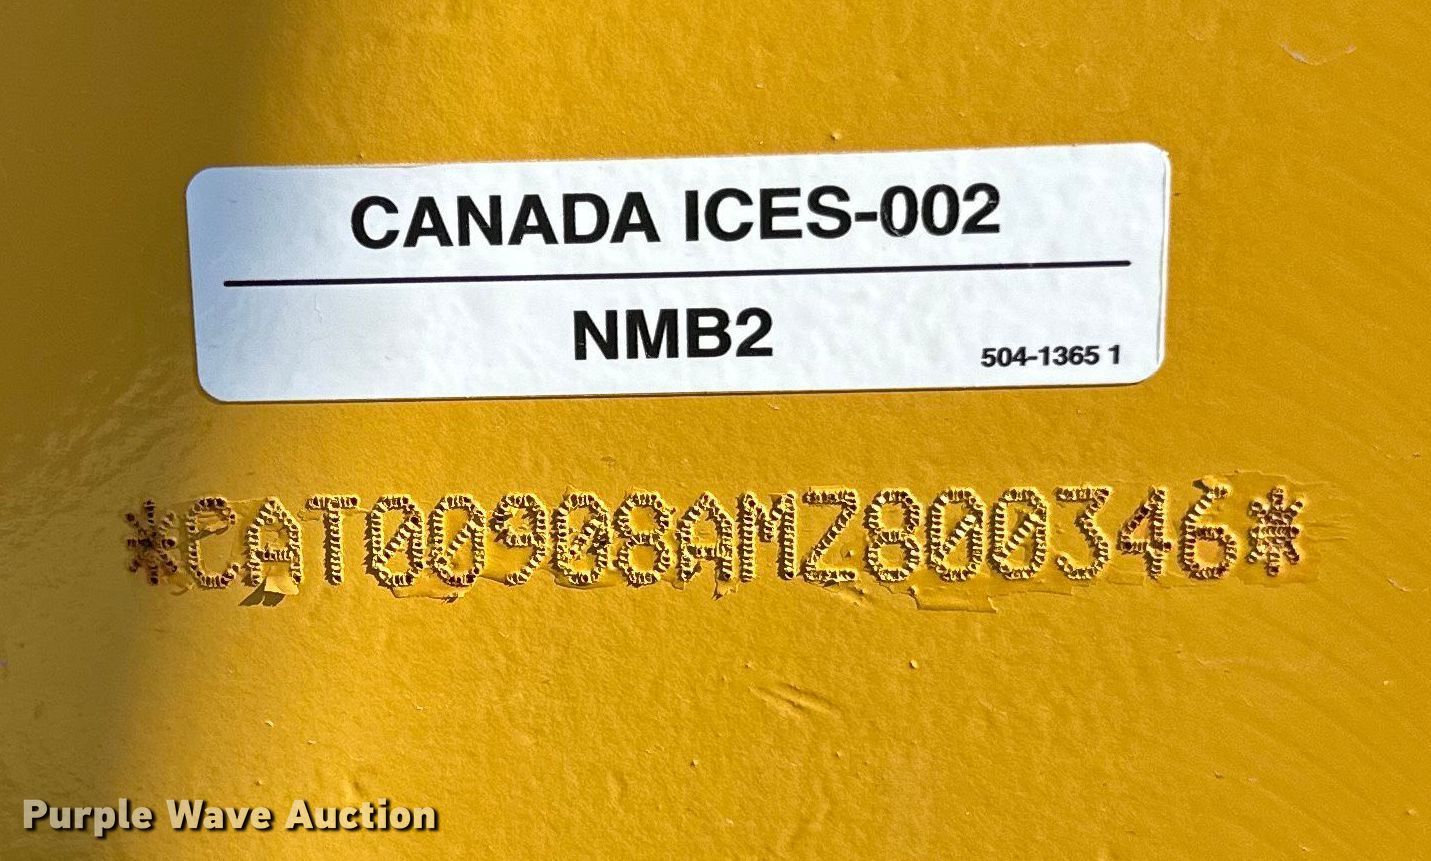 CANADA ICES-002
NMB2
504-1365 1
*CAT00908AMZ800346*
Purple Wave Auction